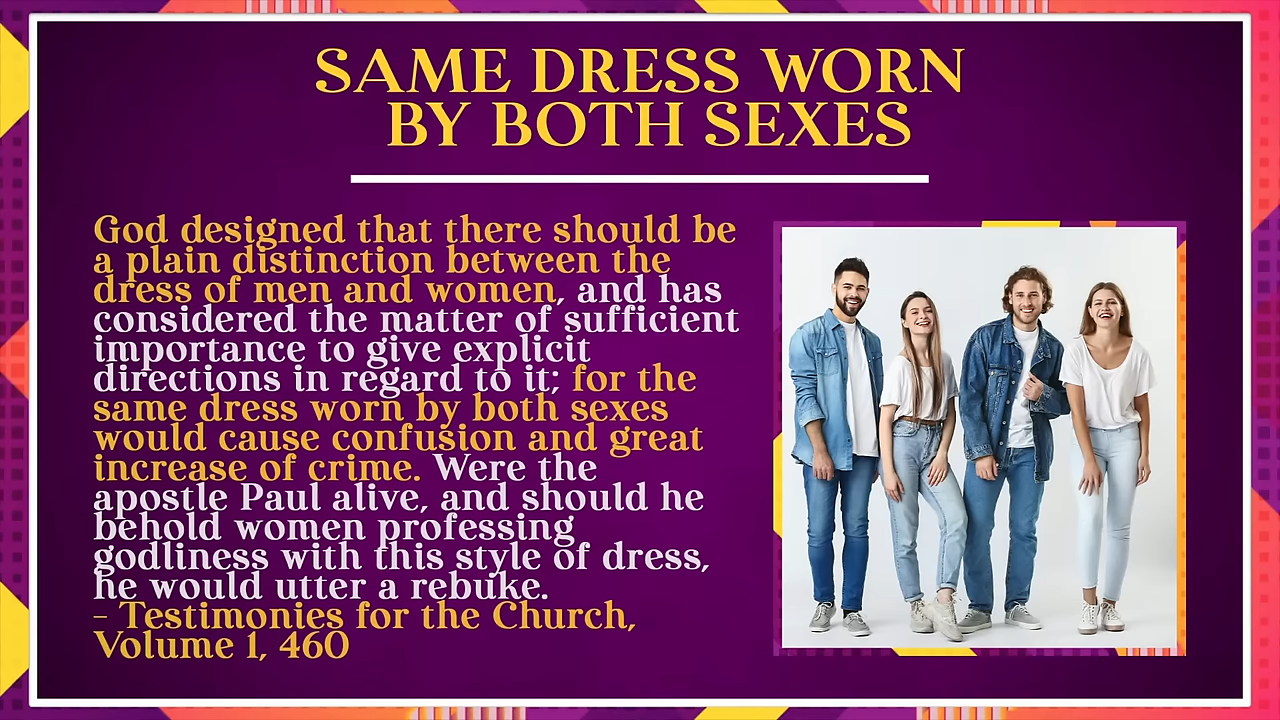 SAME DRESS WORN
BY BOTH SEXES
God designed that there should be
a plain distinction between the
dress of men and women, and has
considered the matter of sufficient
importance to give explicit
directions in regard to it; for the
same dress worn by both sexes
would cause confusion and great
increase of crime. Were the
apostle Paul alive, and should he
behold women professing
godliness with this style of dress,
he would utter a rebuke.
- Testimonies for the Church,
Volume 1, 460